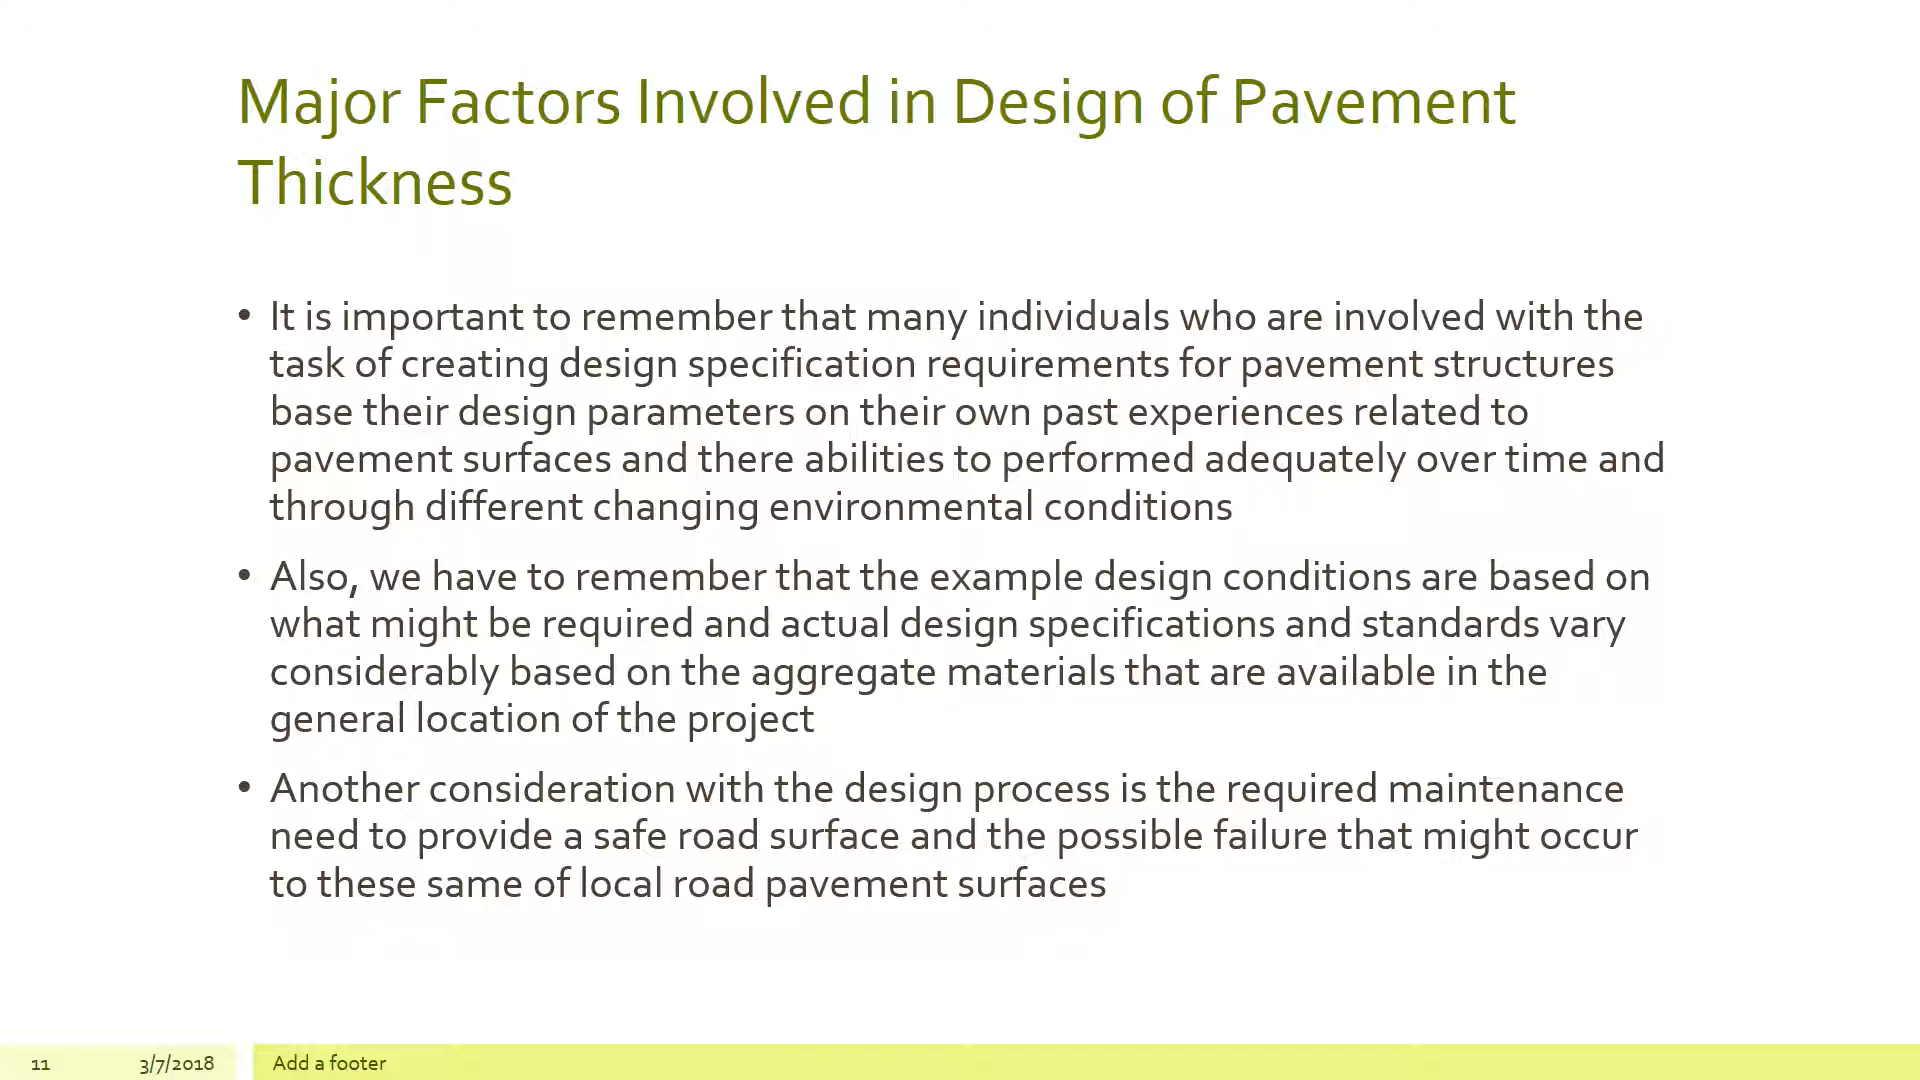 Major Factors Involved in Design of Pavement
Thickness
• It is important to remember that many individuals who are involved with the
task of creating design specification requirements for pavement structures
base their design parameters on their own past experiences related to
pavement surfaces and there abilities to performed adequately over time and
through different changing environmental conditions
• Also, we have to remember that the example design conditions are based on
what might be required and actual design specifications and standards vary
considerably based on the aggregate materials that are available in the
general location of the project
• Another consideration with the design process is the required maintenance
need to provide a safe road surface and the possible failure that might occur
to these same of local road pavement surfaces
11 3/7/2018 Add a footer